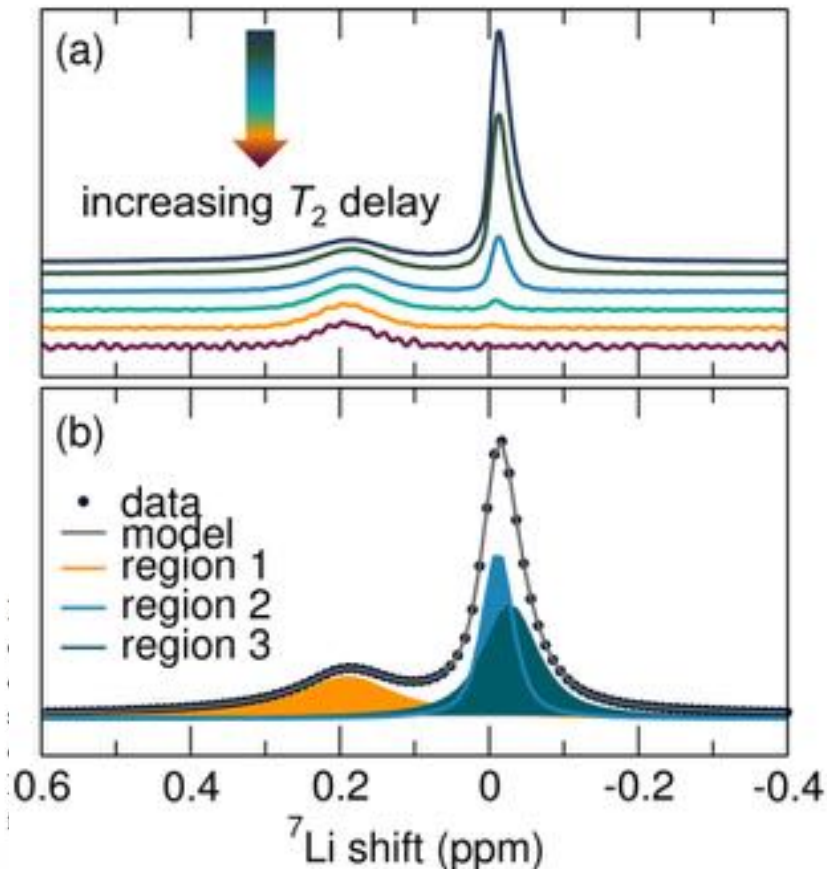 (a)
increasing T₂ delay
(b)
data
model
region 1
region 2
region 3
0.6 0.4 0.2 0 -0.2 -0.4
⁷Li shift (ppm)